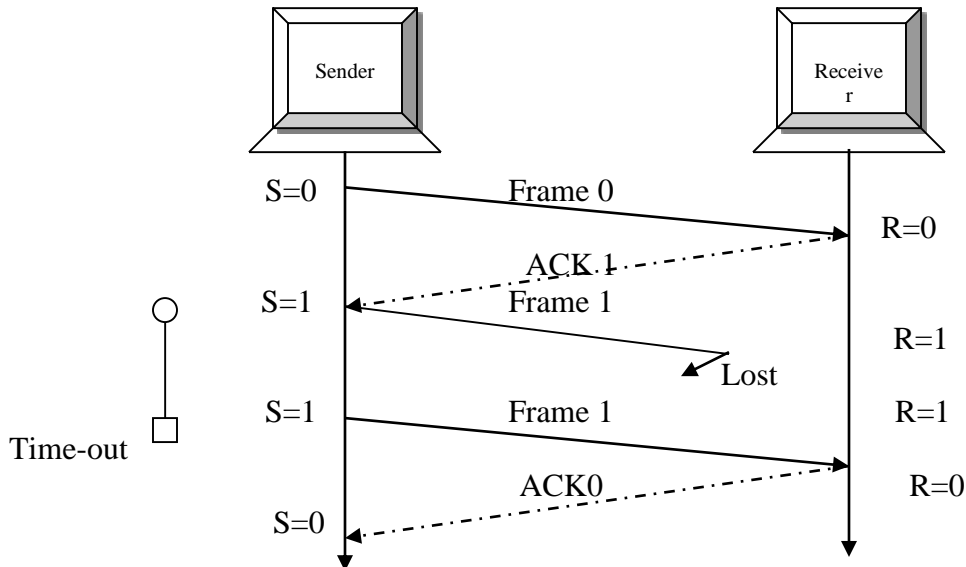 Sender
Receive
r
S=0
Frame 0
R=0
ACK 1
S=1
Frame 1
R=1
Lost
S=1
Frame 1
R=1
Time-out
ACK0
R=0
S=0